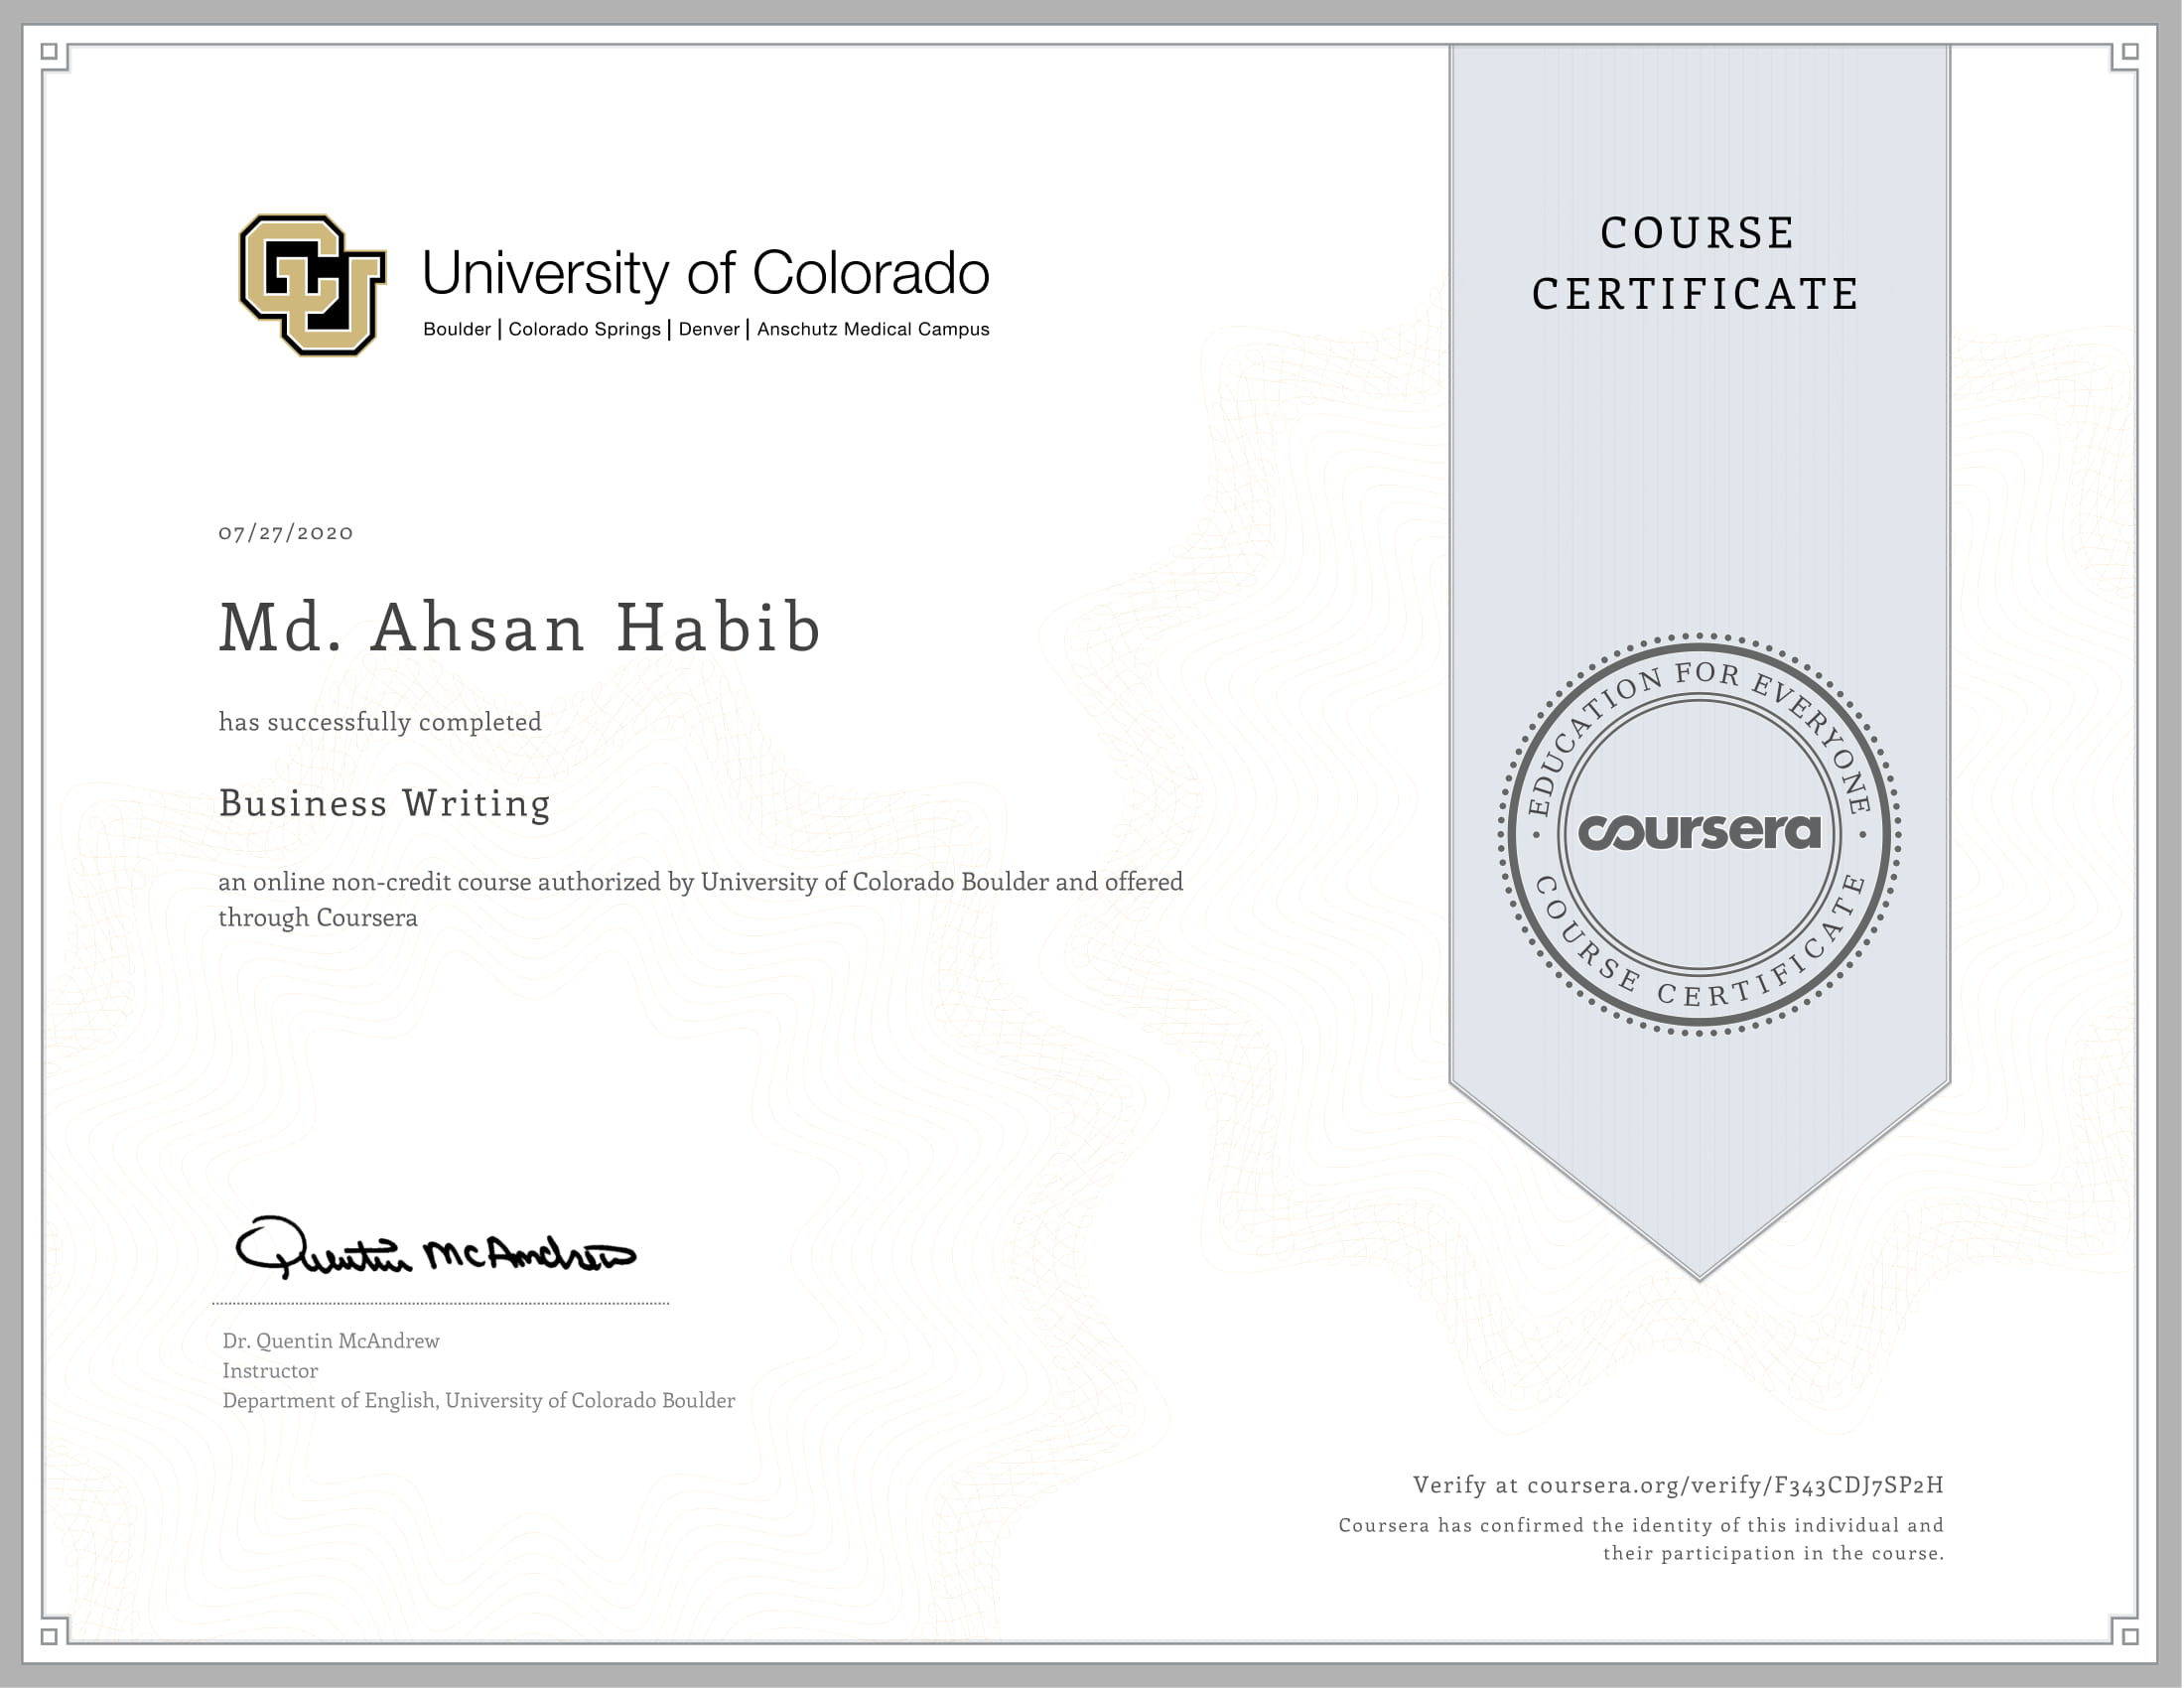 CU
University of Colorado
Boulder | Colorado Springs | Denver | Anschutz Medical Campus
COURSE
CERTIFICATE
07/27/2020
Md. Ahsan Habib
has successfully completed
Business Writing
an online non-credit course authorized by University of Colorado Boulder and offered
through Coursera
EDUCATION FOR EVERYONE
coursera
COURSE CERTIFICATE
Quentin McAndrew
Dr. Quentin McAndrew
Instructor
Department of English, University of Colorado Boulder
Verify at coursera.org/verify/F343CDJ7SP2H
Coursera has confirmed the identity of this individual and
their participation in the course.